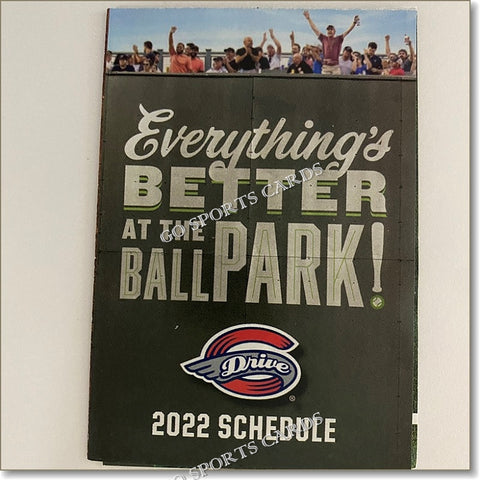 Everything's
BETTER
AT THE
BALLPARK!
GO SPORTS CARDS
Drive
®
2022 SCHEDULE
GO SPORTS CARDS